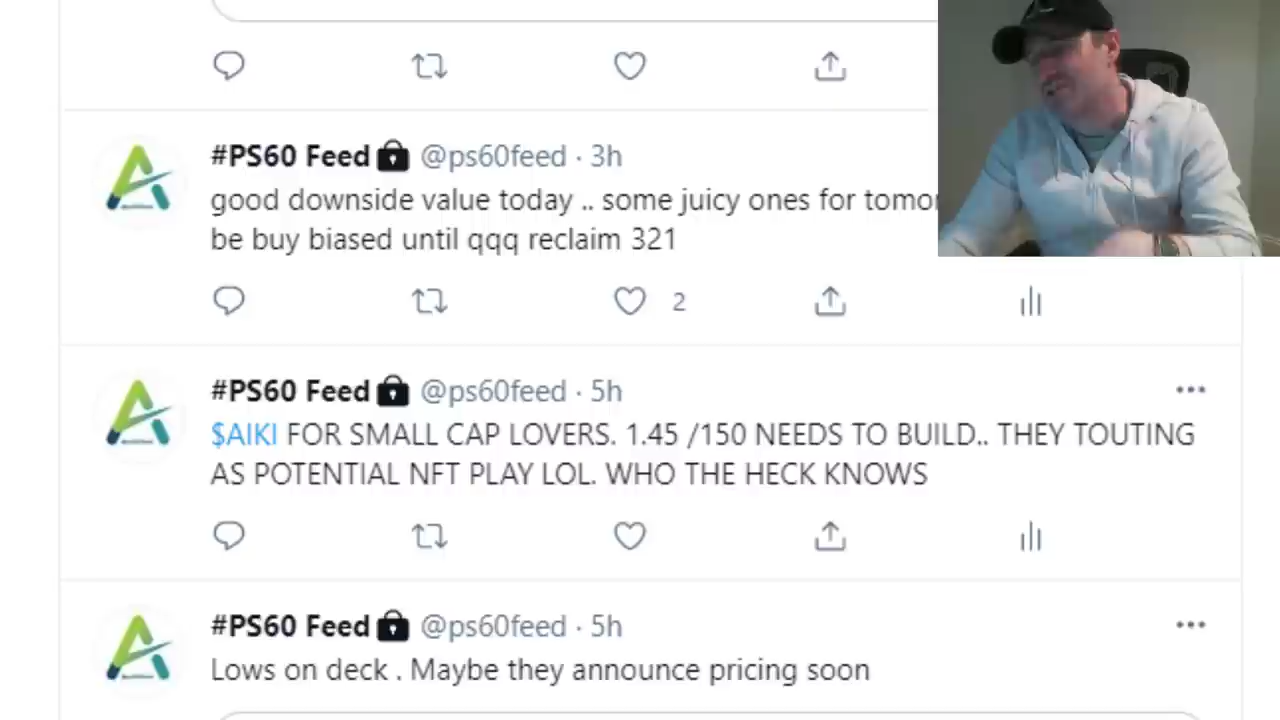 #PS60 Feed @ps60feed · 3h
good downside value today .. some juicy ones for
be buy biased until qqq reclaim 321
2
#PS60 Feed @ps60feed · 5h
$AIKI FOR SMALL CAP LOVERS. 1.45 /150 NEEDS TO BUILD.. THEY TOUTING
AS POTENTIAL NFT PLAY LOL. WHO THE HECK KNOWS
#PS60 Feed @ps60feed · 5h
Lows on deck . Maybe they announce pricing soon